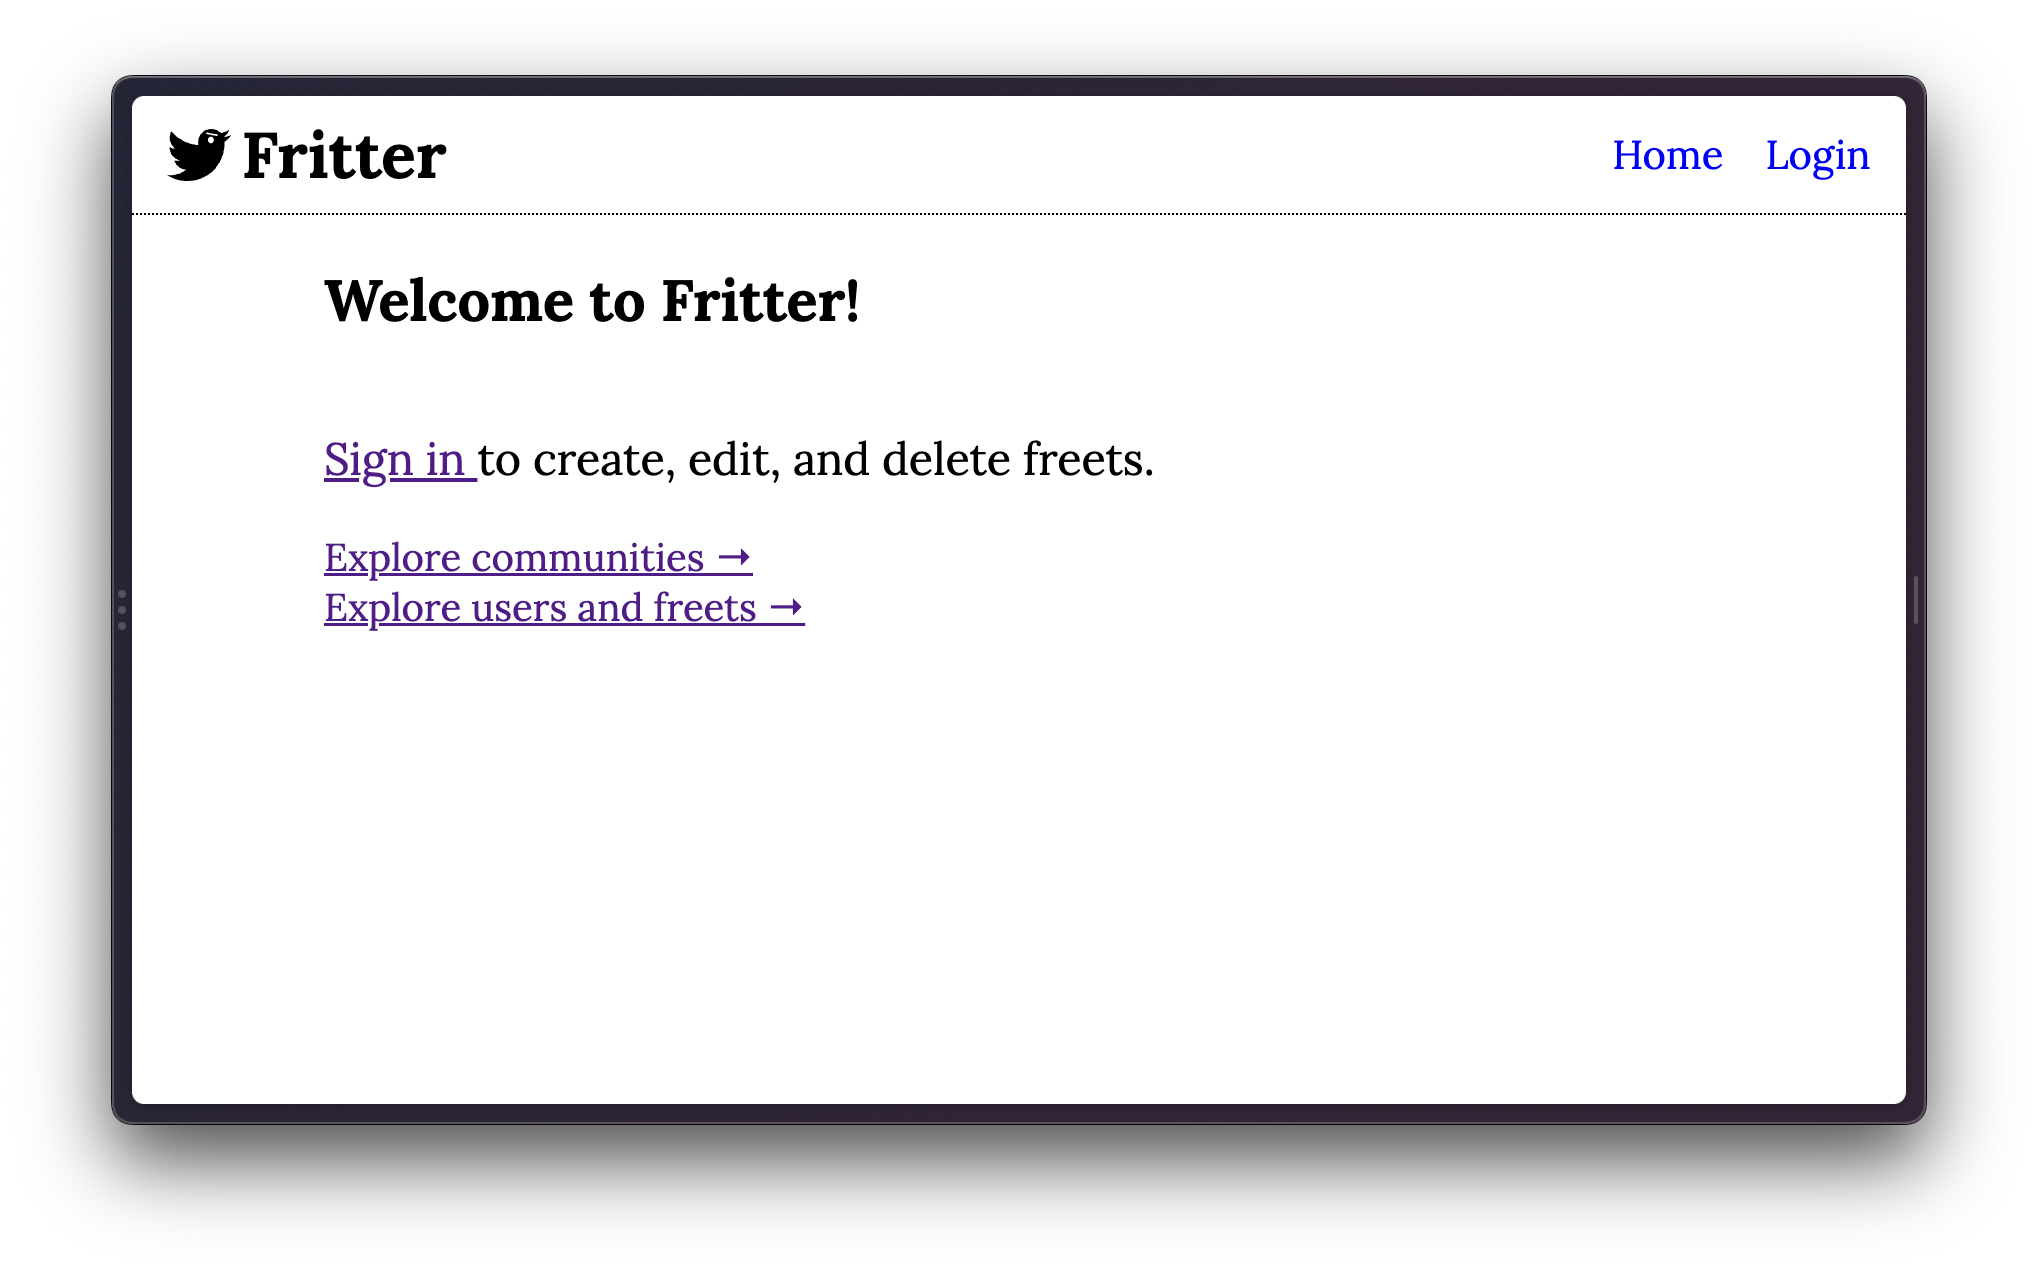 Fritter
Home Login
Welcome to Fritter!
Sign in to create, edit, and delete freets.
Explore communities →
Explore users and freets →